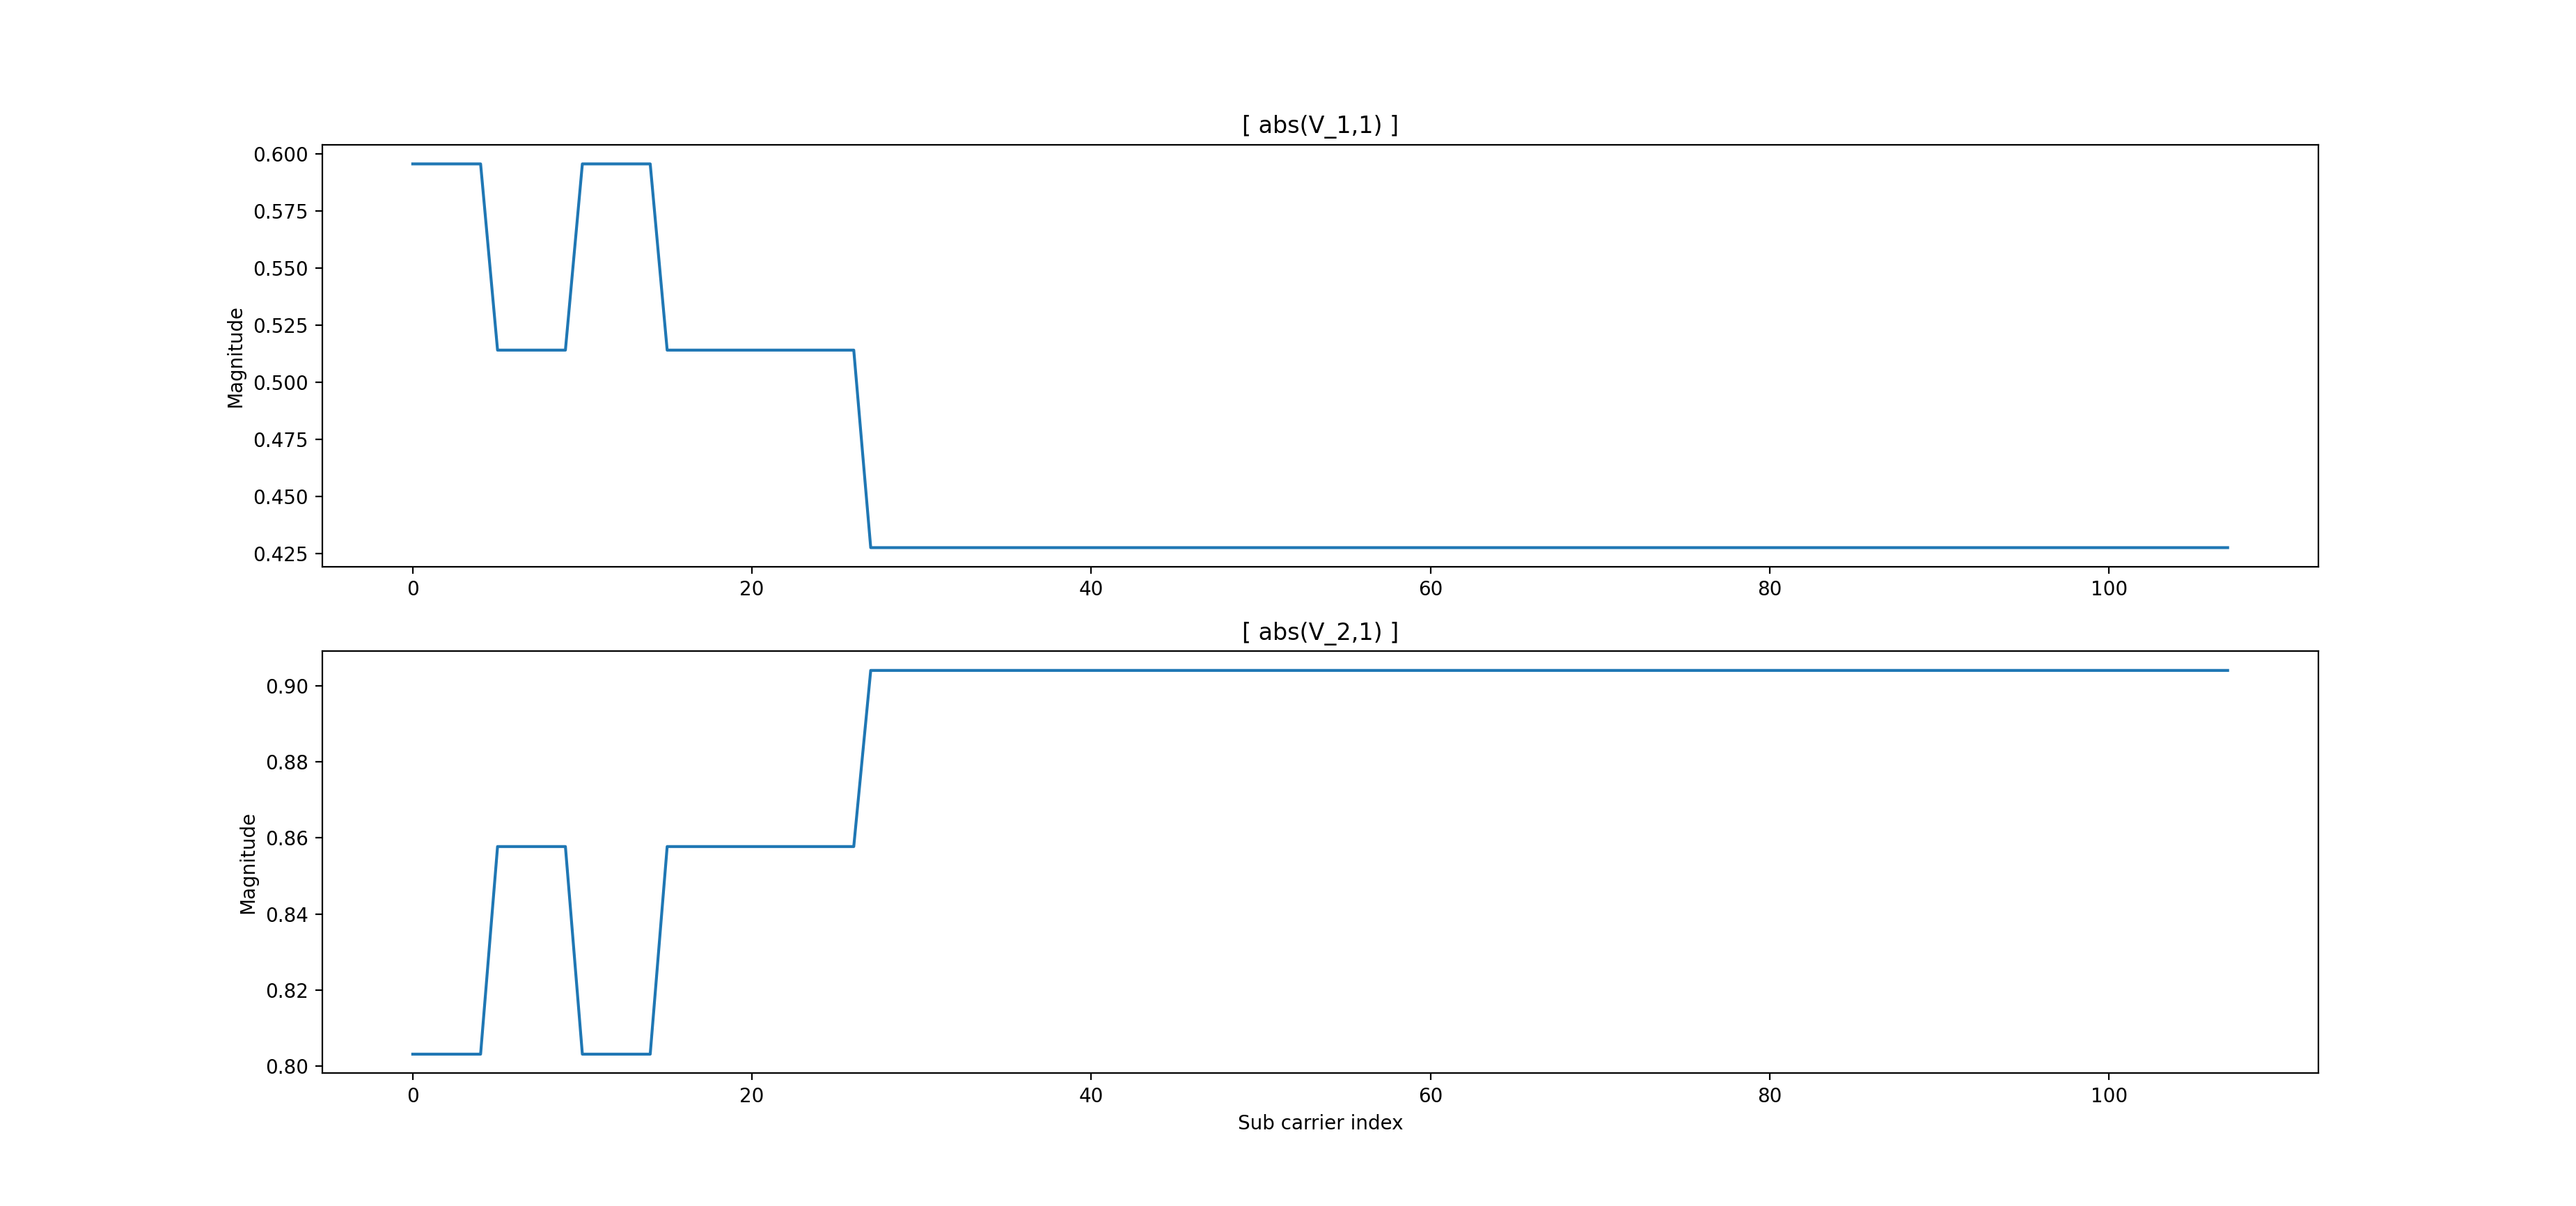 [ abs(V_1,1) ]
Magnitude
0.600
0.575
0.550
0.525
0.500
0.475
0.450
0.425
0 20 40 60 80 100
[ abs(V_2,1) ]
Magnitude
0.90
0.88
0.86
0.84
0.82
0.80
0 20 40 60 80 100
Sub carrier index